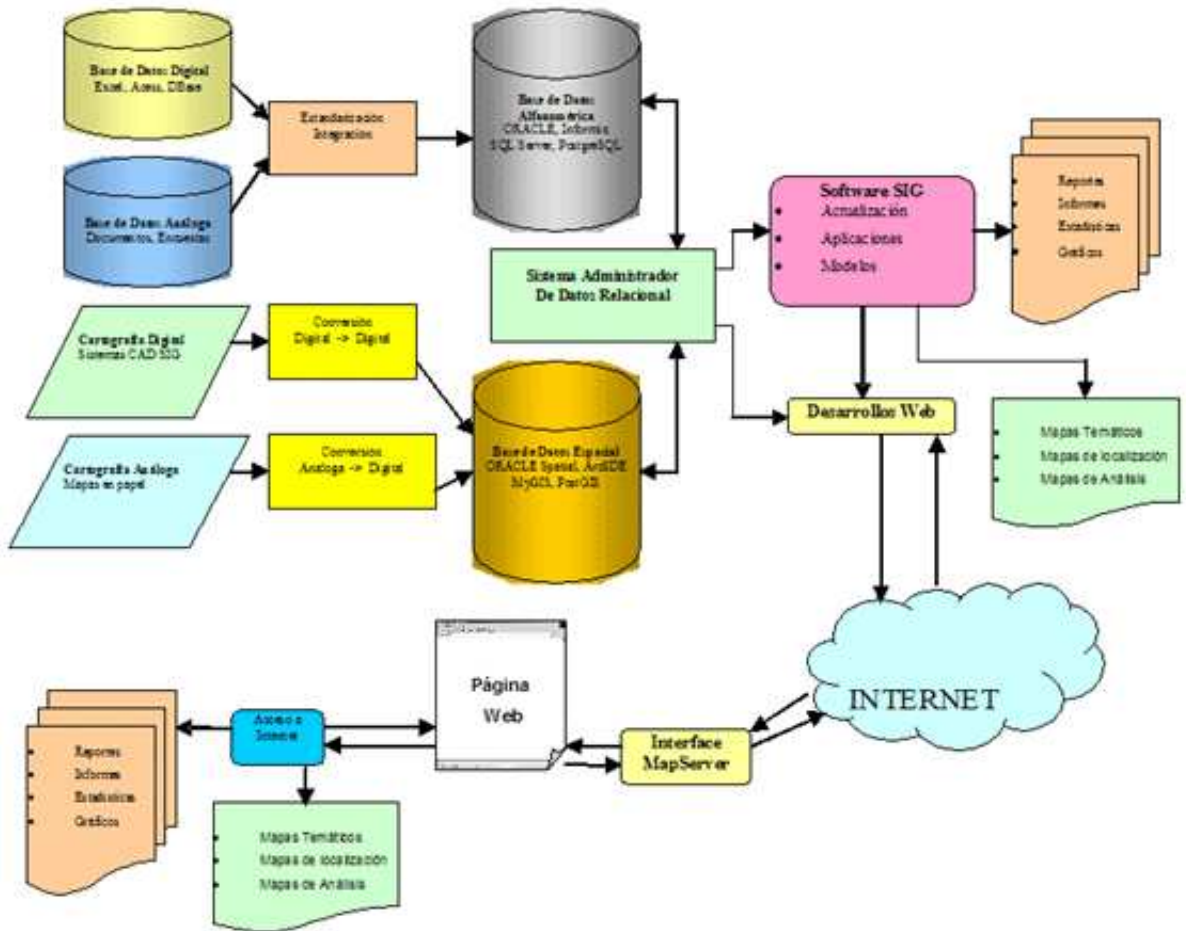 Base de Datos Digital
Excel, Acess, DBase
Base de Datos Análoga
Documentos, Encuestas
Estandarización
Integración
Base de Datos
Alfanumérica
ORACLE, Informix
SQL Server, PostgreSQL
Cartografía Digital
Sistemas CAD SIG
Conversión
Digital -> Digital
Cartografía Análoga
Mapas en papel
Conversión
Análoga -> Digital
Base de Datos Espacial
ORACLE Spatial, ArcSDE
PostGIS
Sistema Administrador
De Datos Relacional
Software SIG
• Actualización
• Aplicaciones
• Modelos
• Reportes
• Informes
• Estadísticas
• Gráficos
Desarrollos Web
• Mapas Temáticos
• Mapas de localización
• Mapas de Análisis
INTERNET
Interface
MapServer
Página
Web
Acceso a
Internet
• Reportes
• Informes
• Estadísticas
• Gráficos
• Mapas Temáticos
• Mapas de localización
• Mapas de Análisis